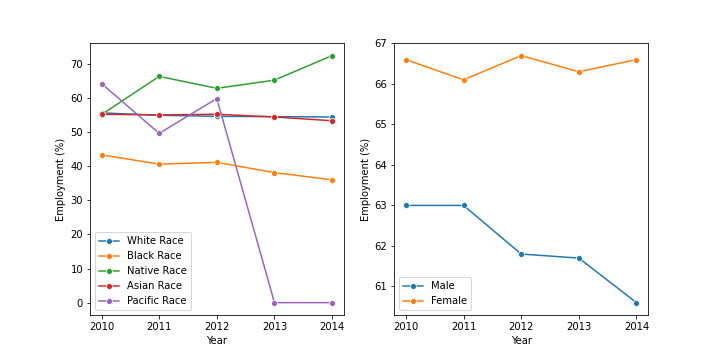 70
60
50
40
30
20
10
0
Employment (%)
White Race
Black Race
Native Race
Asian Race
Pacific Race
2010 2011 2012 2013 2014
Year
67
66
65
64
63
62
61
Employment (%)
Male
Female
2010 2011 2012 2013 2014
Year